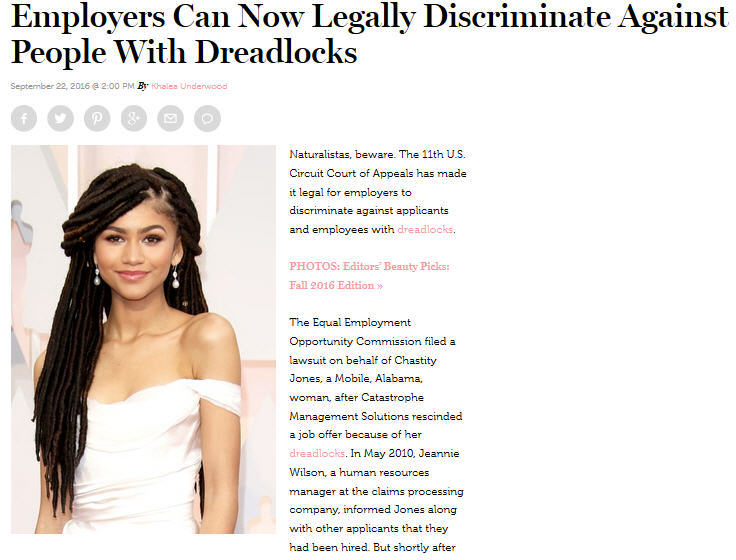 Employers Can Now Legally Discriminate Against
People With Dreadlocks
September 22, 2016 @ 2:00 PM By Khalea Underwood
Naturalistas, beware. The 11th U.S.
Circuit Court of Appeals has made
it legal for employers to
discriminate against applicants
and employees with dreadlocks.
PHOTOS: Editors' Beauty Picks:
Fall 2016 Edition »
The Equal Employment
Opportunity Commission filed a
lawsuit on behalf of Chastity
Jones, a Mobile, Alabama,
woman, after Catastrophe
Management Solutions rescinded
a job offer because of her
dreadlocks. In May 2010, Jeannie
Wilson, a human resources
manager at the claims processing
company, informed Jones along
with other applicants that they
had been hired. But shortly after